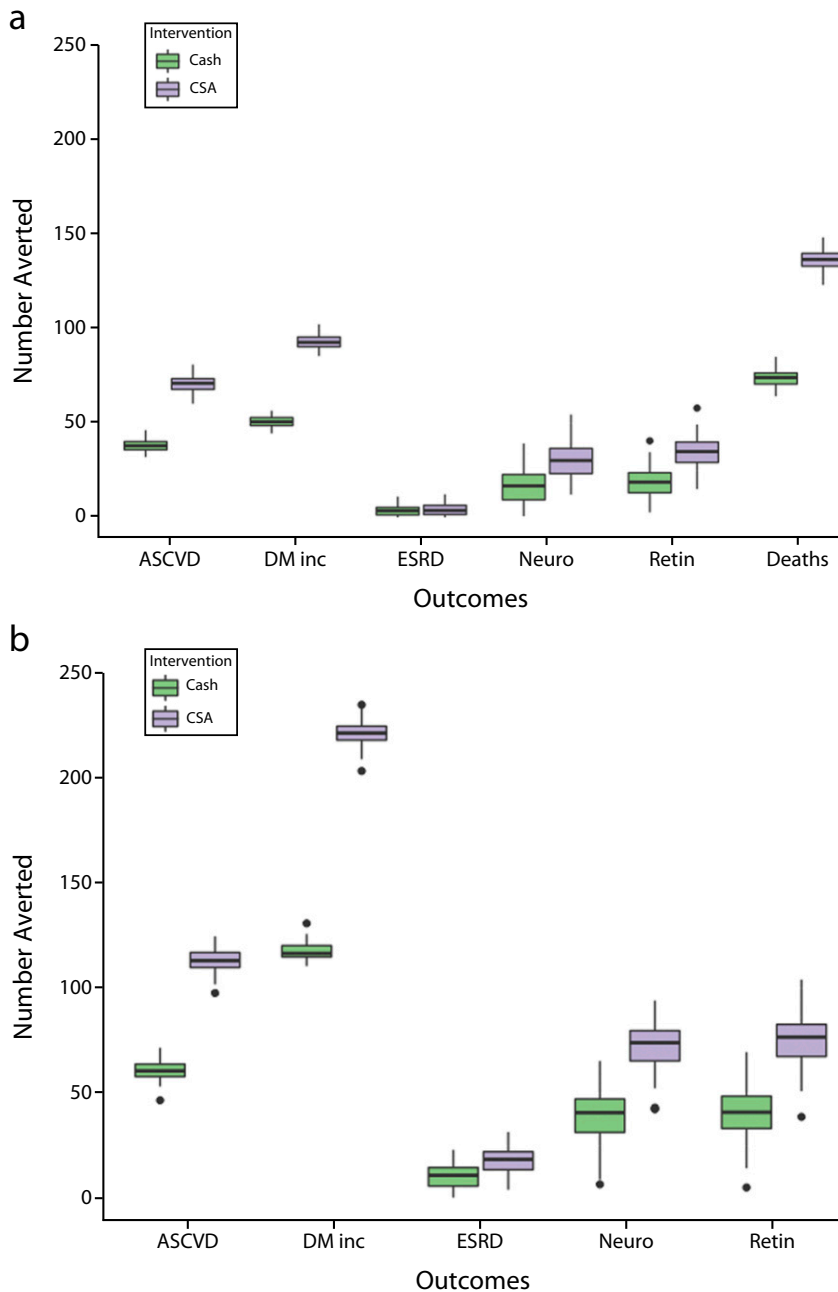 a
Intervention
Cash
CSA
250
200
150
100
50
0
Number Averted
ASCVD DM inc ESRD Neuro Retin Deaths
Outcomes
b
Intervention
Cash
CSA
250
200
150
100
50
0
Number Averted
ASCVD DM inc ESRD Neuro Retin
Outcomes